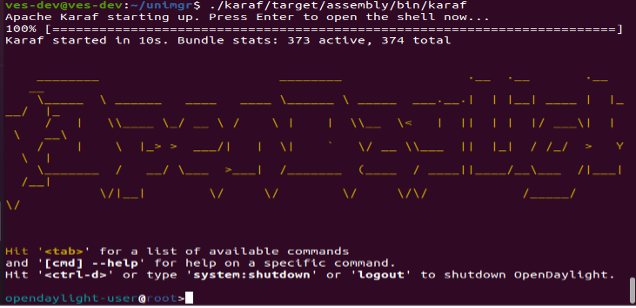 ves-dev@ves-dev:~/unimgr$ ./karaf/target/assembly/bin/karaf
Apache Karaf starting up. Press Enter to open the shell now...
100% [========================================================================]
Karaf started in 10s. Bundle stats: 373 active, 374 total
OpenDaylight
Hit '<tab>' for a list of available commands
and '[cmd] --help' for help on a specific command.
Hit '<ctrl-d>' or type 'system:shutdown' or 'logout' to shutdown OpenDaylight.
opendaylight-user@root>